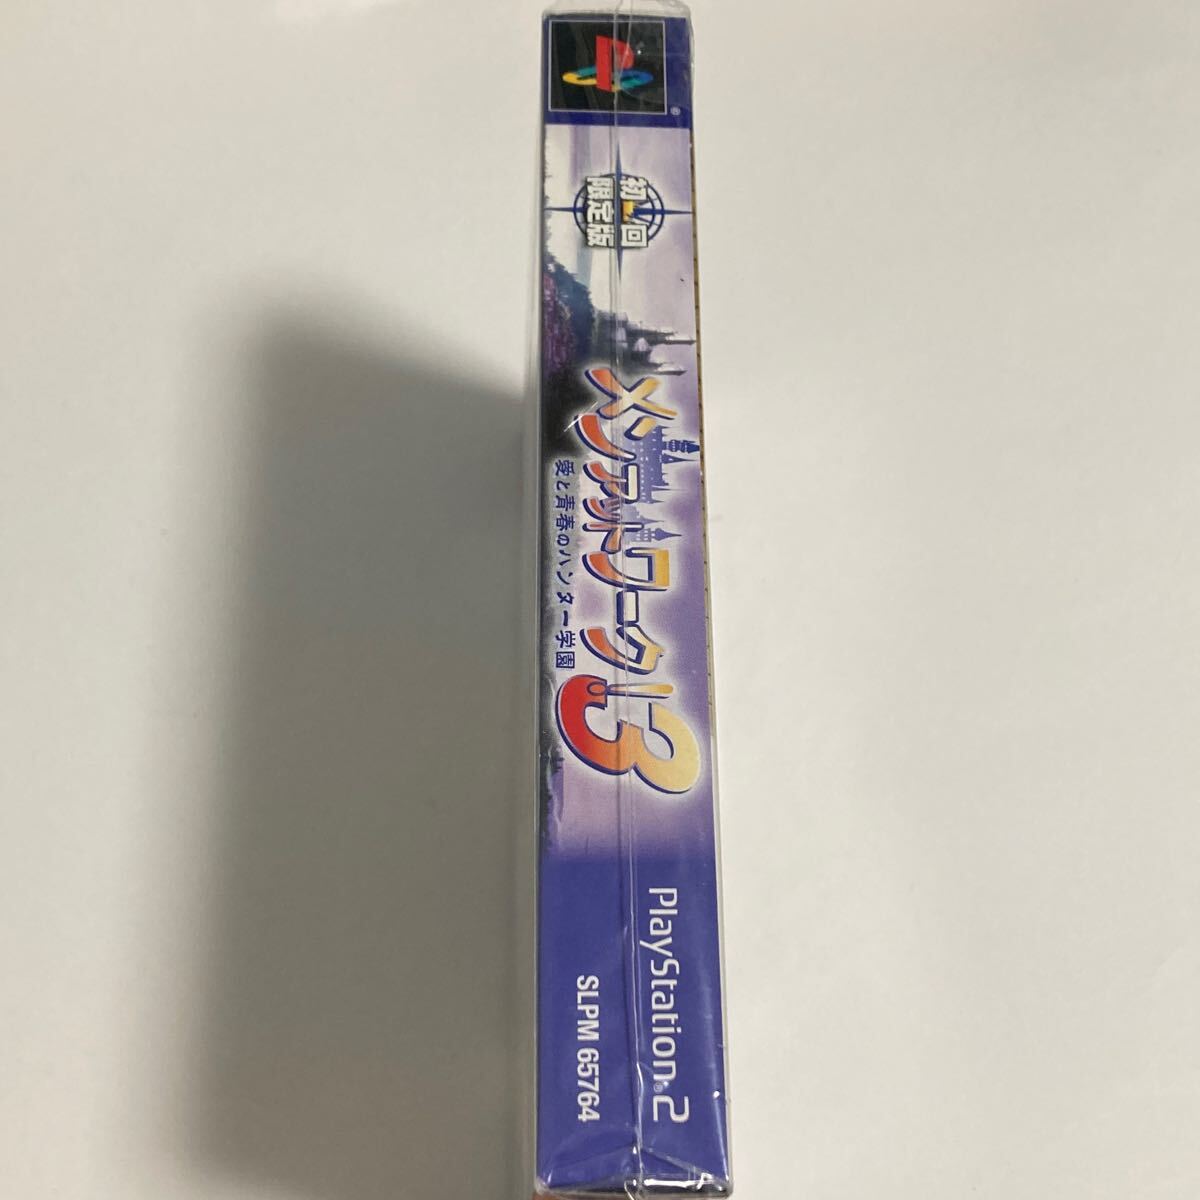 初回
限定版
メンアットワーク!3
愛と青春のハンター学園
PlayStation®2
SLPM 65764